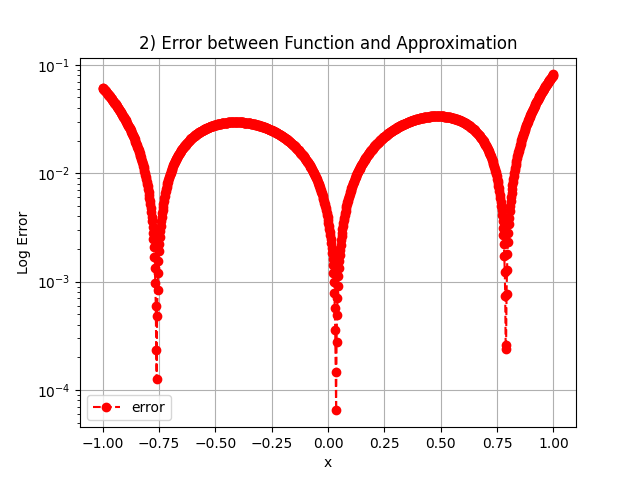 2) Error between Function and Approximation
Log Error
10⁻¹
10⁻²
10⁻³
10⁻⁴
error
−1.00 −0.75 −0.50 −0.25 0.00 0.25 0.50 0.75 1.00
x